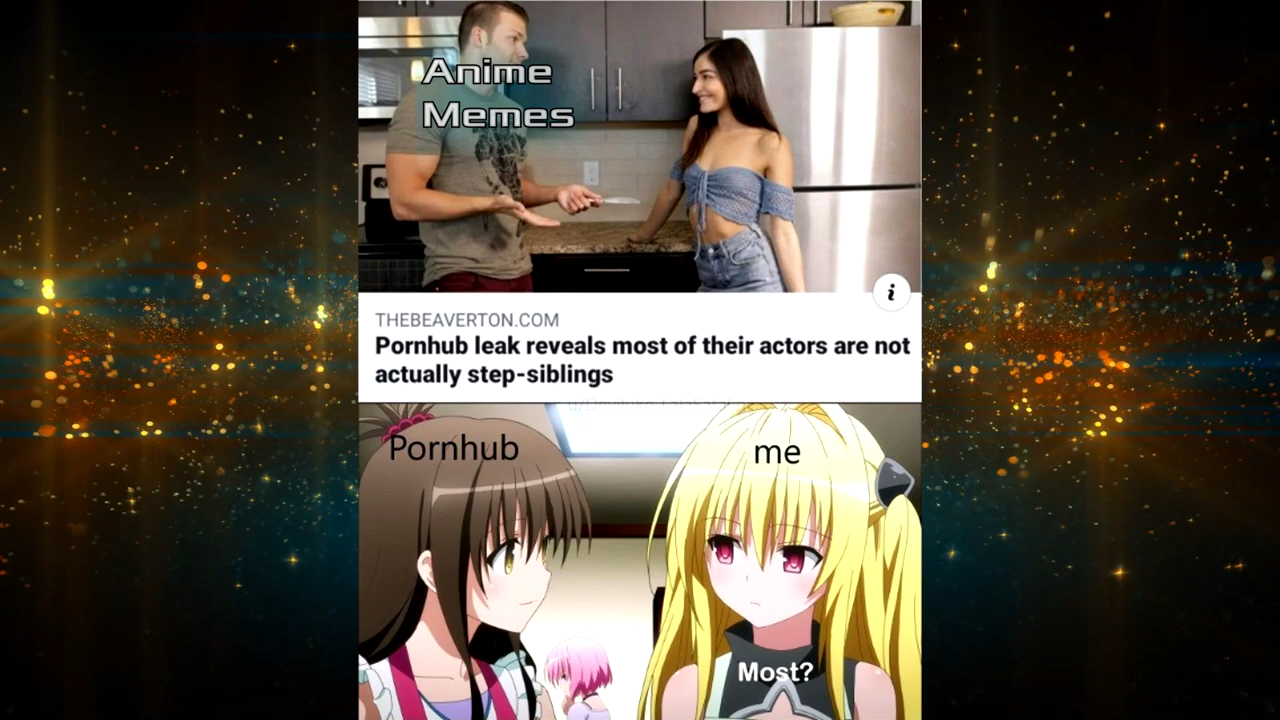 Anime
Memes
i
THEBEAVERTON.COM
Pornhub leak reveals most of their actors are not
actually step-siblings
Pornhub
me
Most?